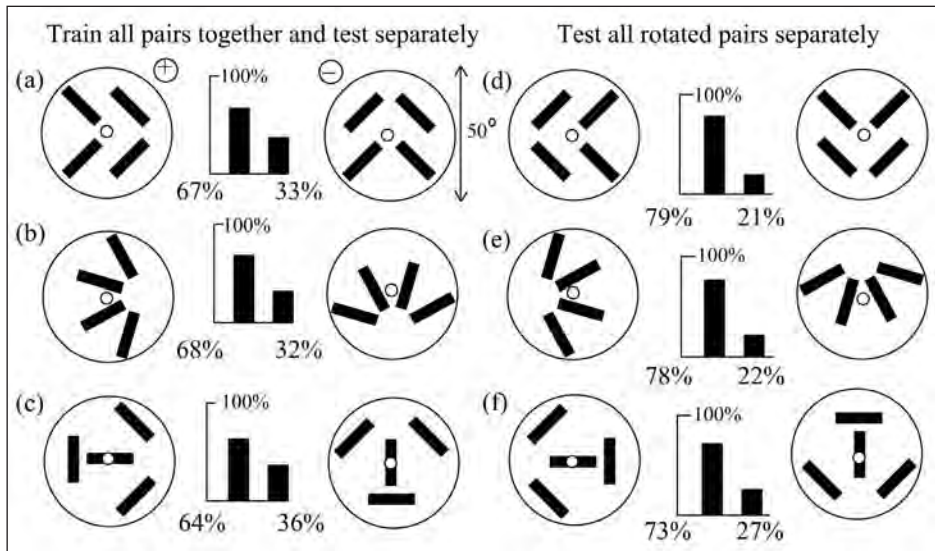 Train all pairs together and test separately
Test all rotated pairs separately
(a)
+
100%
67% 33%
−
50°
(d)
100%
79% 21%
(b)
100%
68% 32%
(e)
100%
78% 22%
(c)
100%
64% 36%
(f)
100%
73% 27%